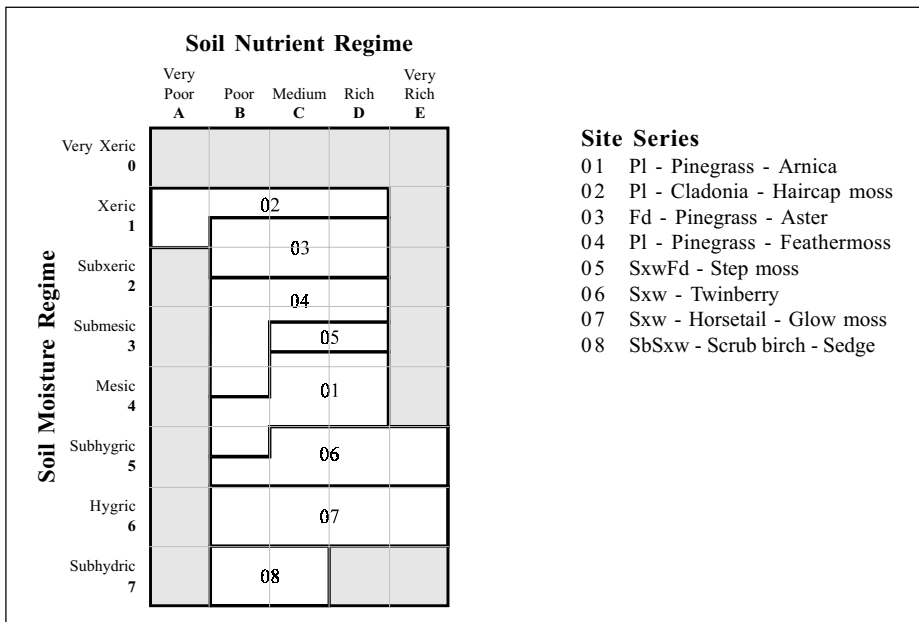 Soil Nutrient Regime
Very Very
Poor Poor Medium Rich Rich
A B C D E
Soil Moisture Regime
Very Xeric
0
Xeric
1
Subxeric
2
Submesic
3
Mesic
4
Subhygric
5
Hygric
6
Subhydric
7
02
03
04
05
01
06
07
08
Site Series
01 Pl - Pinegrass - Arnica
02 Pl - Cladonia - Haircap moss
03 Fd - Pinegrass - Aster
04 Pl - Pinegrass - Feathermoss
05 SxwFd - Step moss
06 Sxw - Twinberry
07 Sxw - Horsetail - Glow moss
08 SbSxw - Scrub birch - Sedge